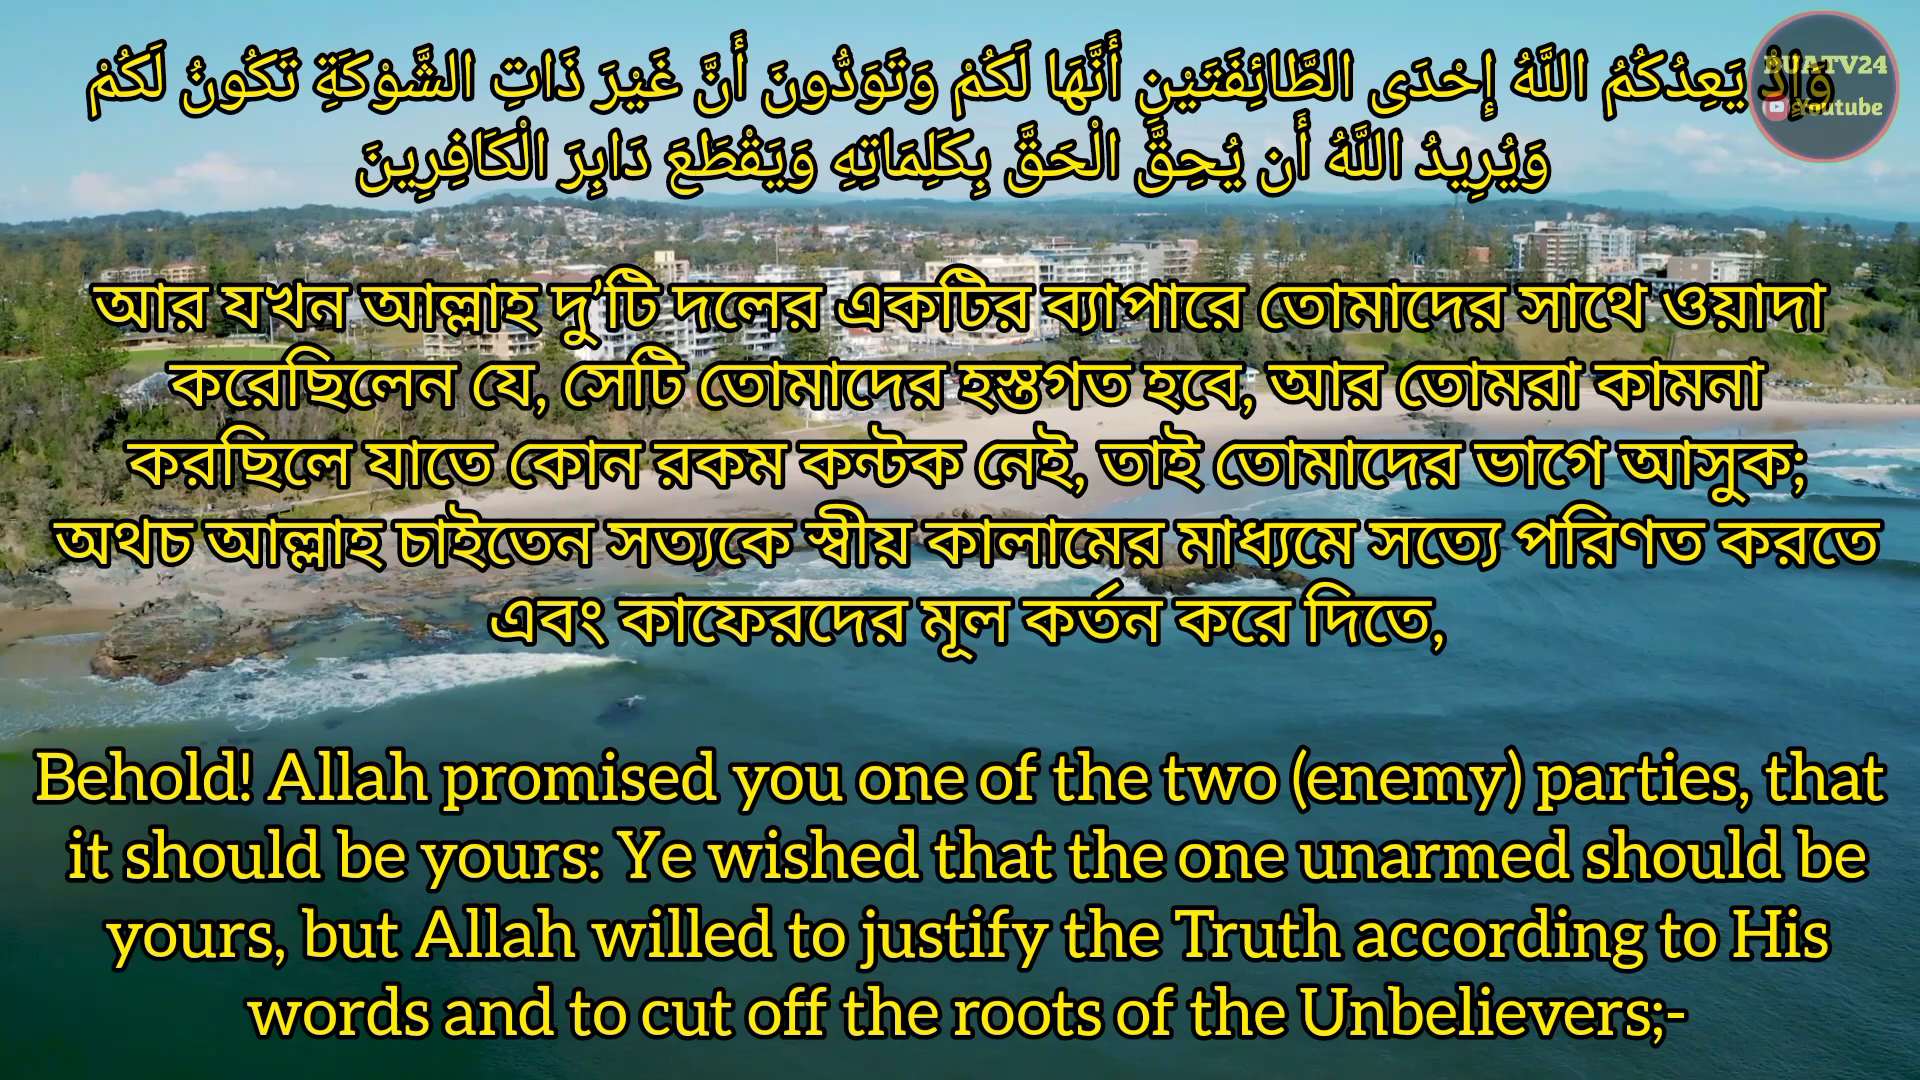 وَإِذْ يَعِدُكُمُ اللَّهُ إِحْدَى الطَّائِفَتَيْنِ أَنَّهَا لَكُمْ وَتَوَدُّونَ أَنَّ غَيْرَ ذَاتِ الشَّوْكَةِ تَكُونُ لَكُمْ
وَيُرِيدُ اللَّهُ أَن يُحِقَّ الْحَقَّ بِكَلِمَاتِهِ وَيَقْطَعَ دَابِرَ الْكَافِرِينَ
DUATV24
Youtube
আর যখন আল্লাহ দু’টি দলের একটির ব্যাপারে তোমাদের সাথে ওয়াদা
করেছিলেন যে, সেটি তোমাদের হস্তগত হবে, আর তোমরা কামনা
করছিলে যাতে কোন রকম কন্টক নেই, তাই তোমাদের ভাগে আসুক;
অথচ আল্লাহ চাইতেন সত্যকে স্বীয় কালামের মাধ্যমে সত্যে পরিণত করতে
এবং কাফেরদের মূল কর্তন করে দিতে,
Behold! Allah promised you one of the two (enemy) parties, that
it should be yours: Ye wished that the one unarmed should be
yours, but Allah willed to justify the Truth according to His
words and to cut off the roots of the Unbelievers;-